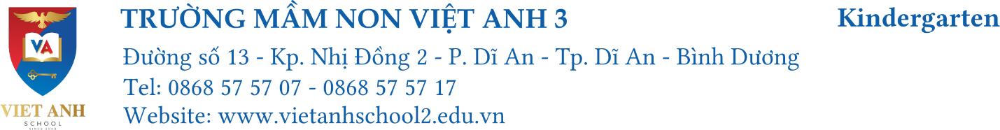 TRƯỜNG MẦM NON VIỆT ANH 3
Kindergarten
Đường số 13 - Kp. Nhị Đồng 2 - P. Dĩ An - Tp. Dĩ An - Bình Dương
Tel: 0868 57 57 07 - 0868 57 57 17
Website: www.vietanhschool2.edu.vn
VA
VIET ANH
SCHOOL
SINCE 2008